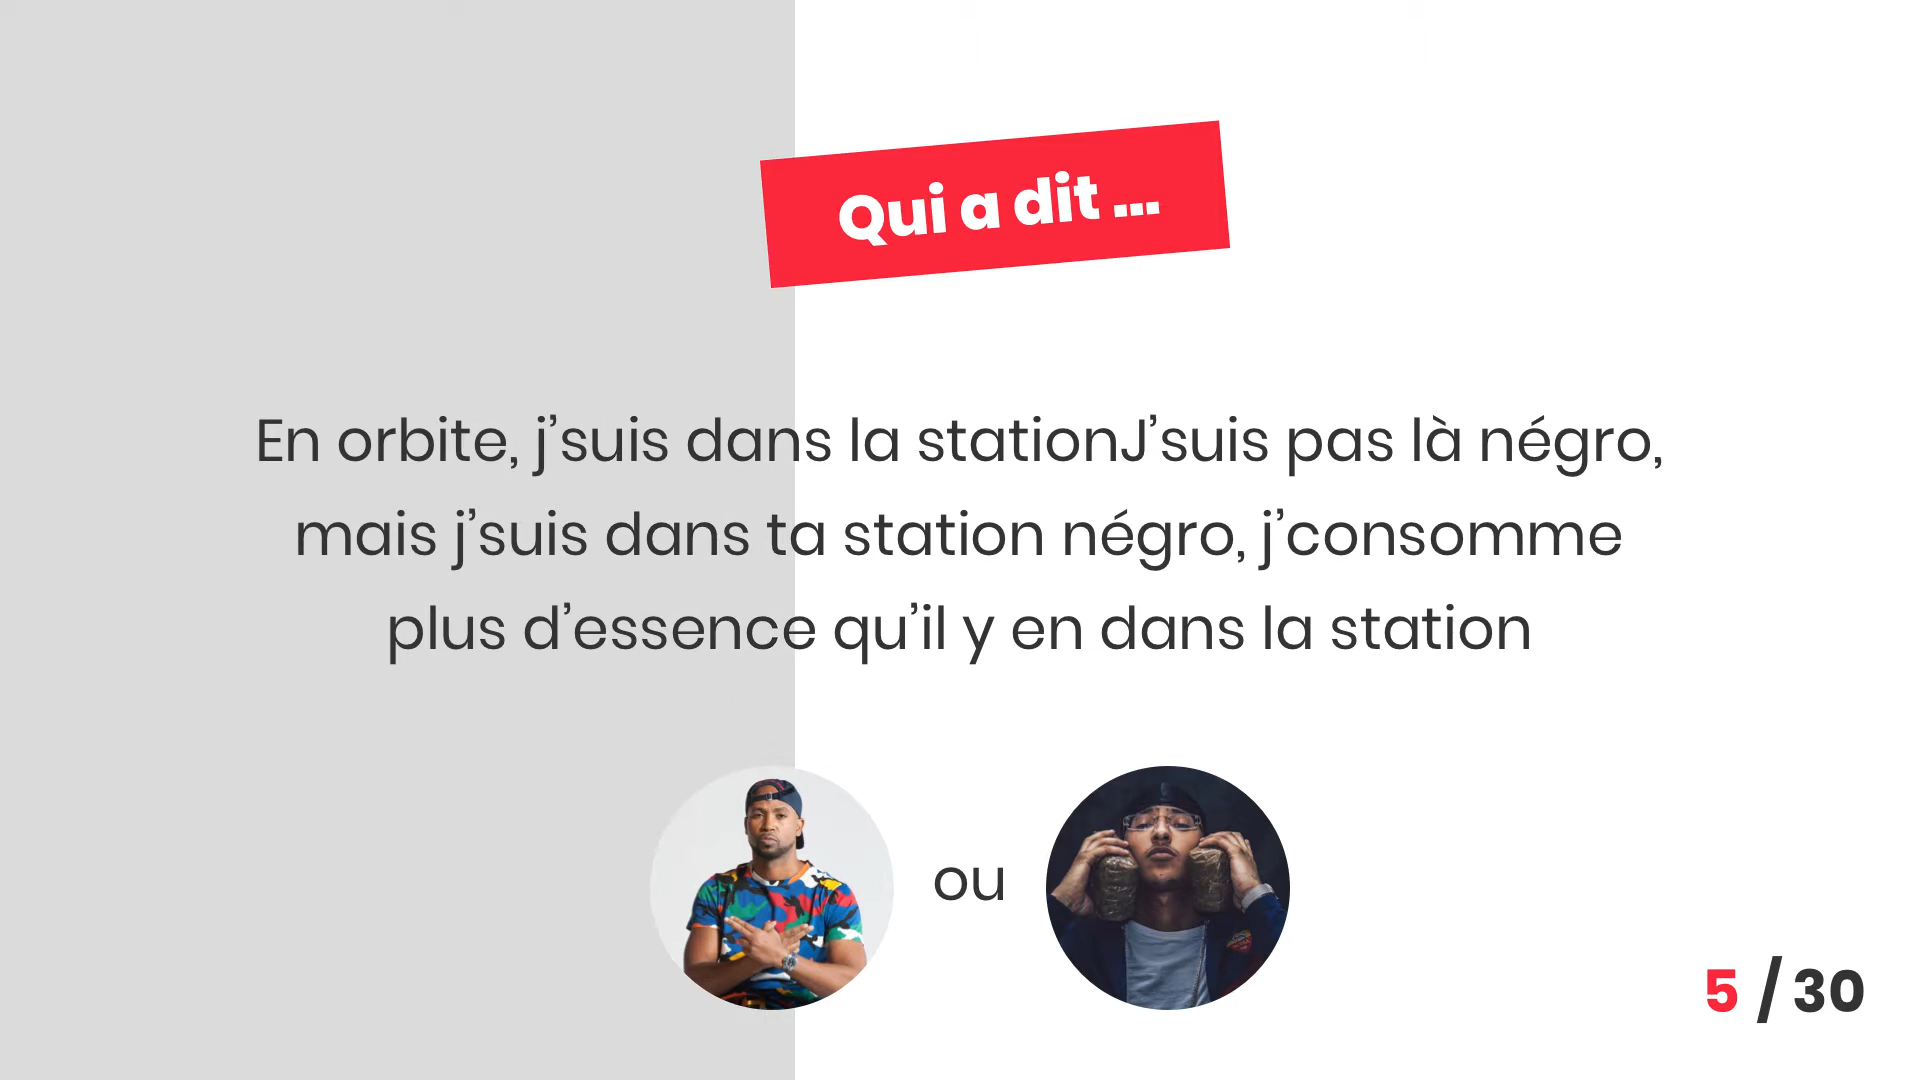 Qui a dit ...
En orbite, j’suis dans la stationJ’suis pas là négro,
mais j’suis dans ta station négro, j’consomme
plus d’essence qu’il y en dans la station
ou
5 / 30